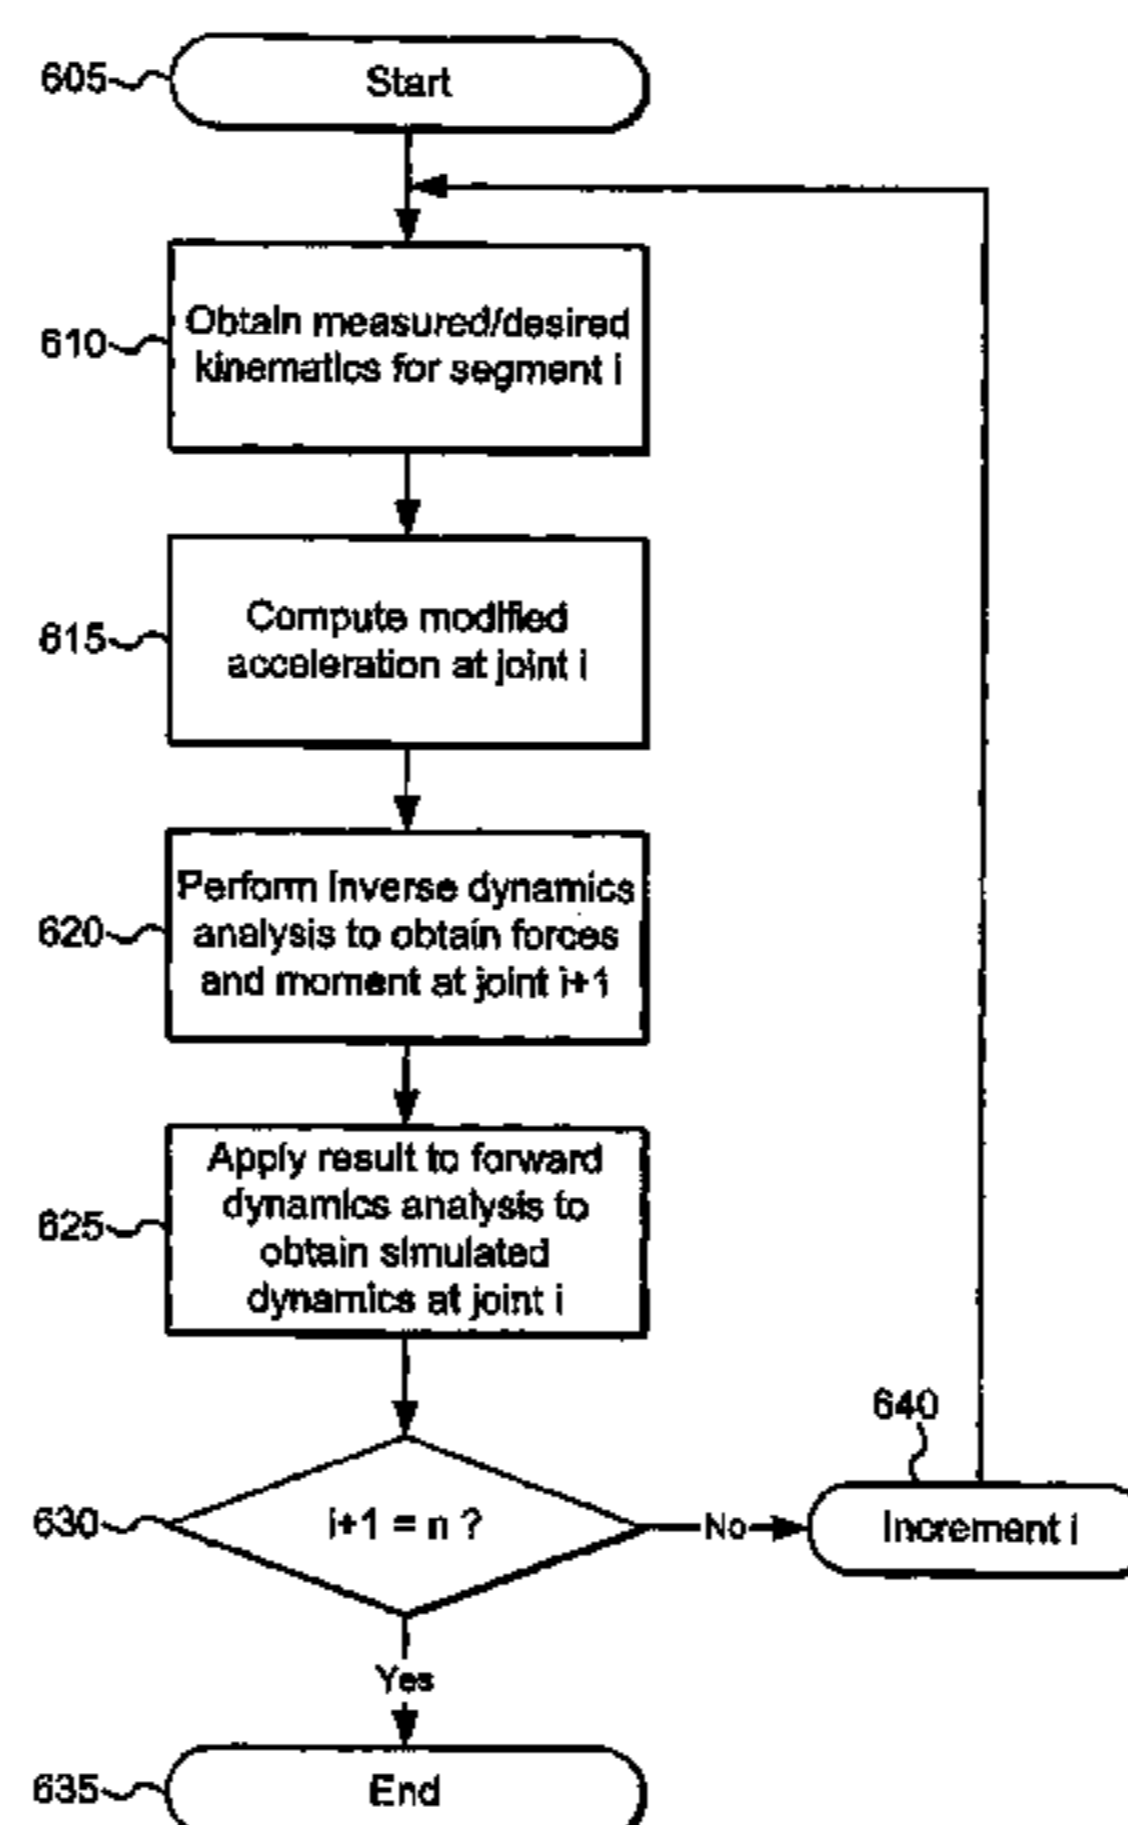 605
Start
610
Obtain measured/desired
kinematics for segment i
615
Compute modified
acceleration at joint i
620
Perform inverse dynamics
analysis to obtain forces
and moment at joint i+1
625
Apply result to forward
dynamics analysis to
obtain simulated
dynamics at joint i
630
i+1 = n ?
No
640
Increment i
Yes
635
End